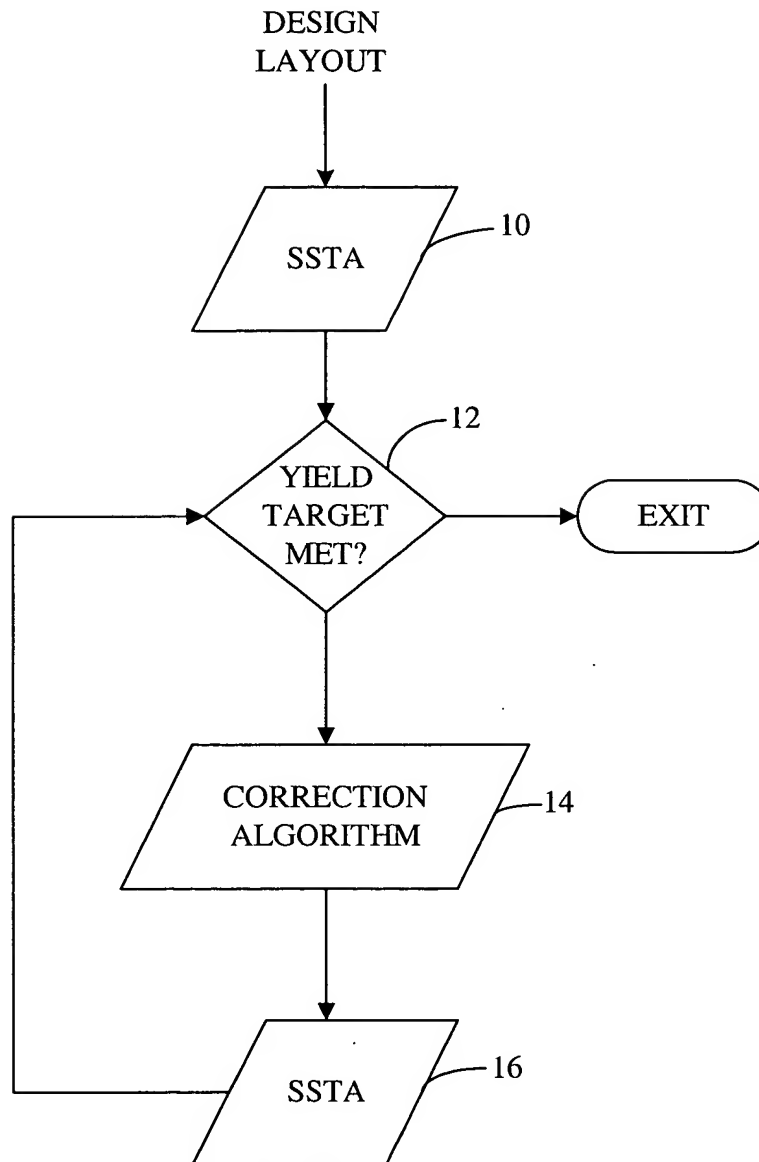 DESIGN
LAYOUT
SSTA
10
12
YIELD
TARGET
MET?
EXIT
CORRECTION
ALGORITHM
14
SSTA
16